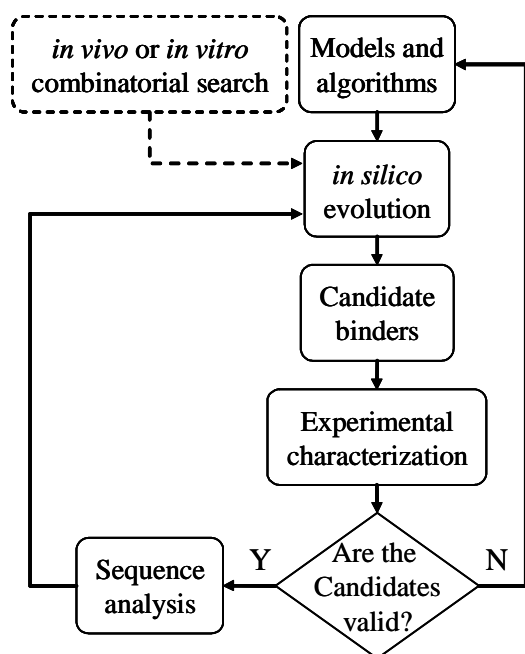 in vivo or in vitro
combinatorial search
Models and
algorithms
in silico
evolution
Candidate
binders
Experimental
characterization
Are the
Candidates
valid?
Y
N
Sequence
analysis